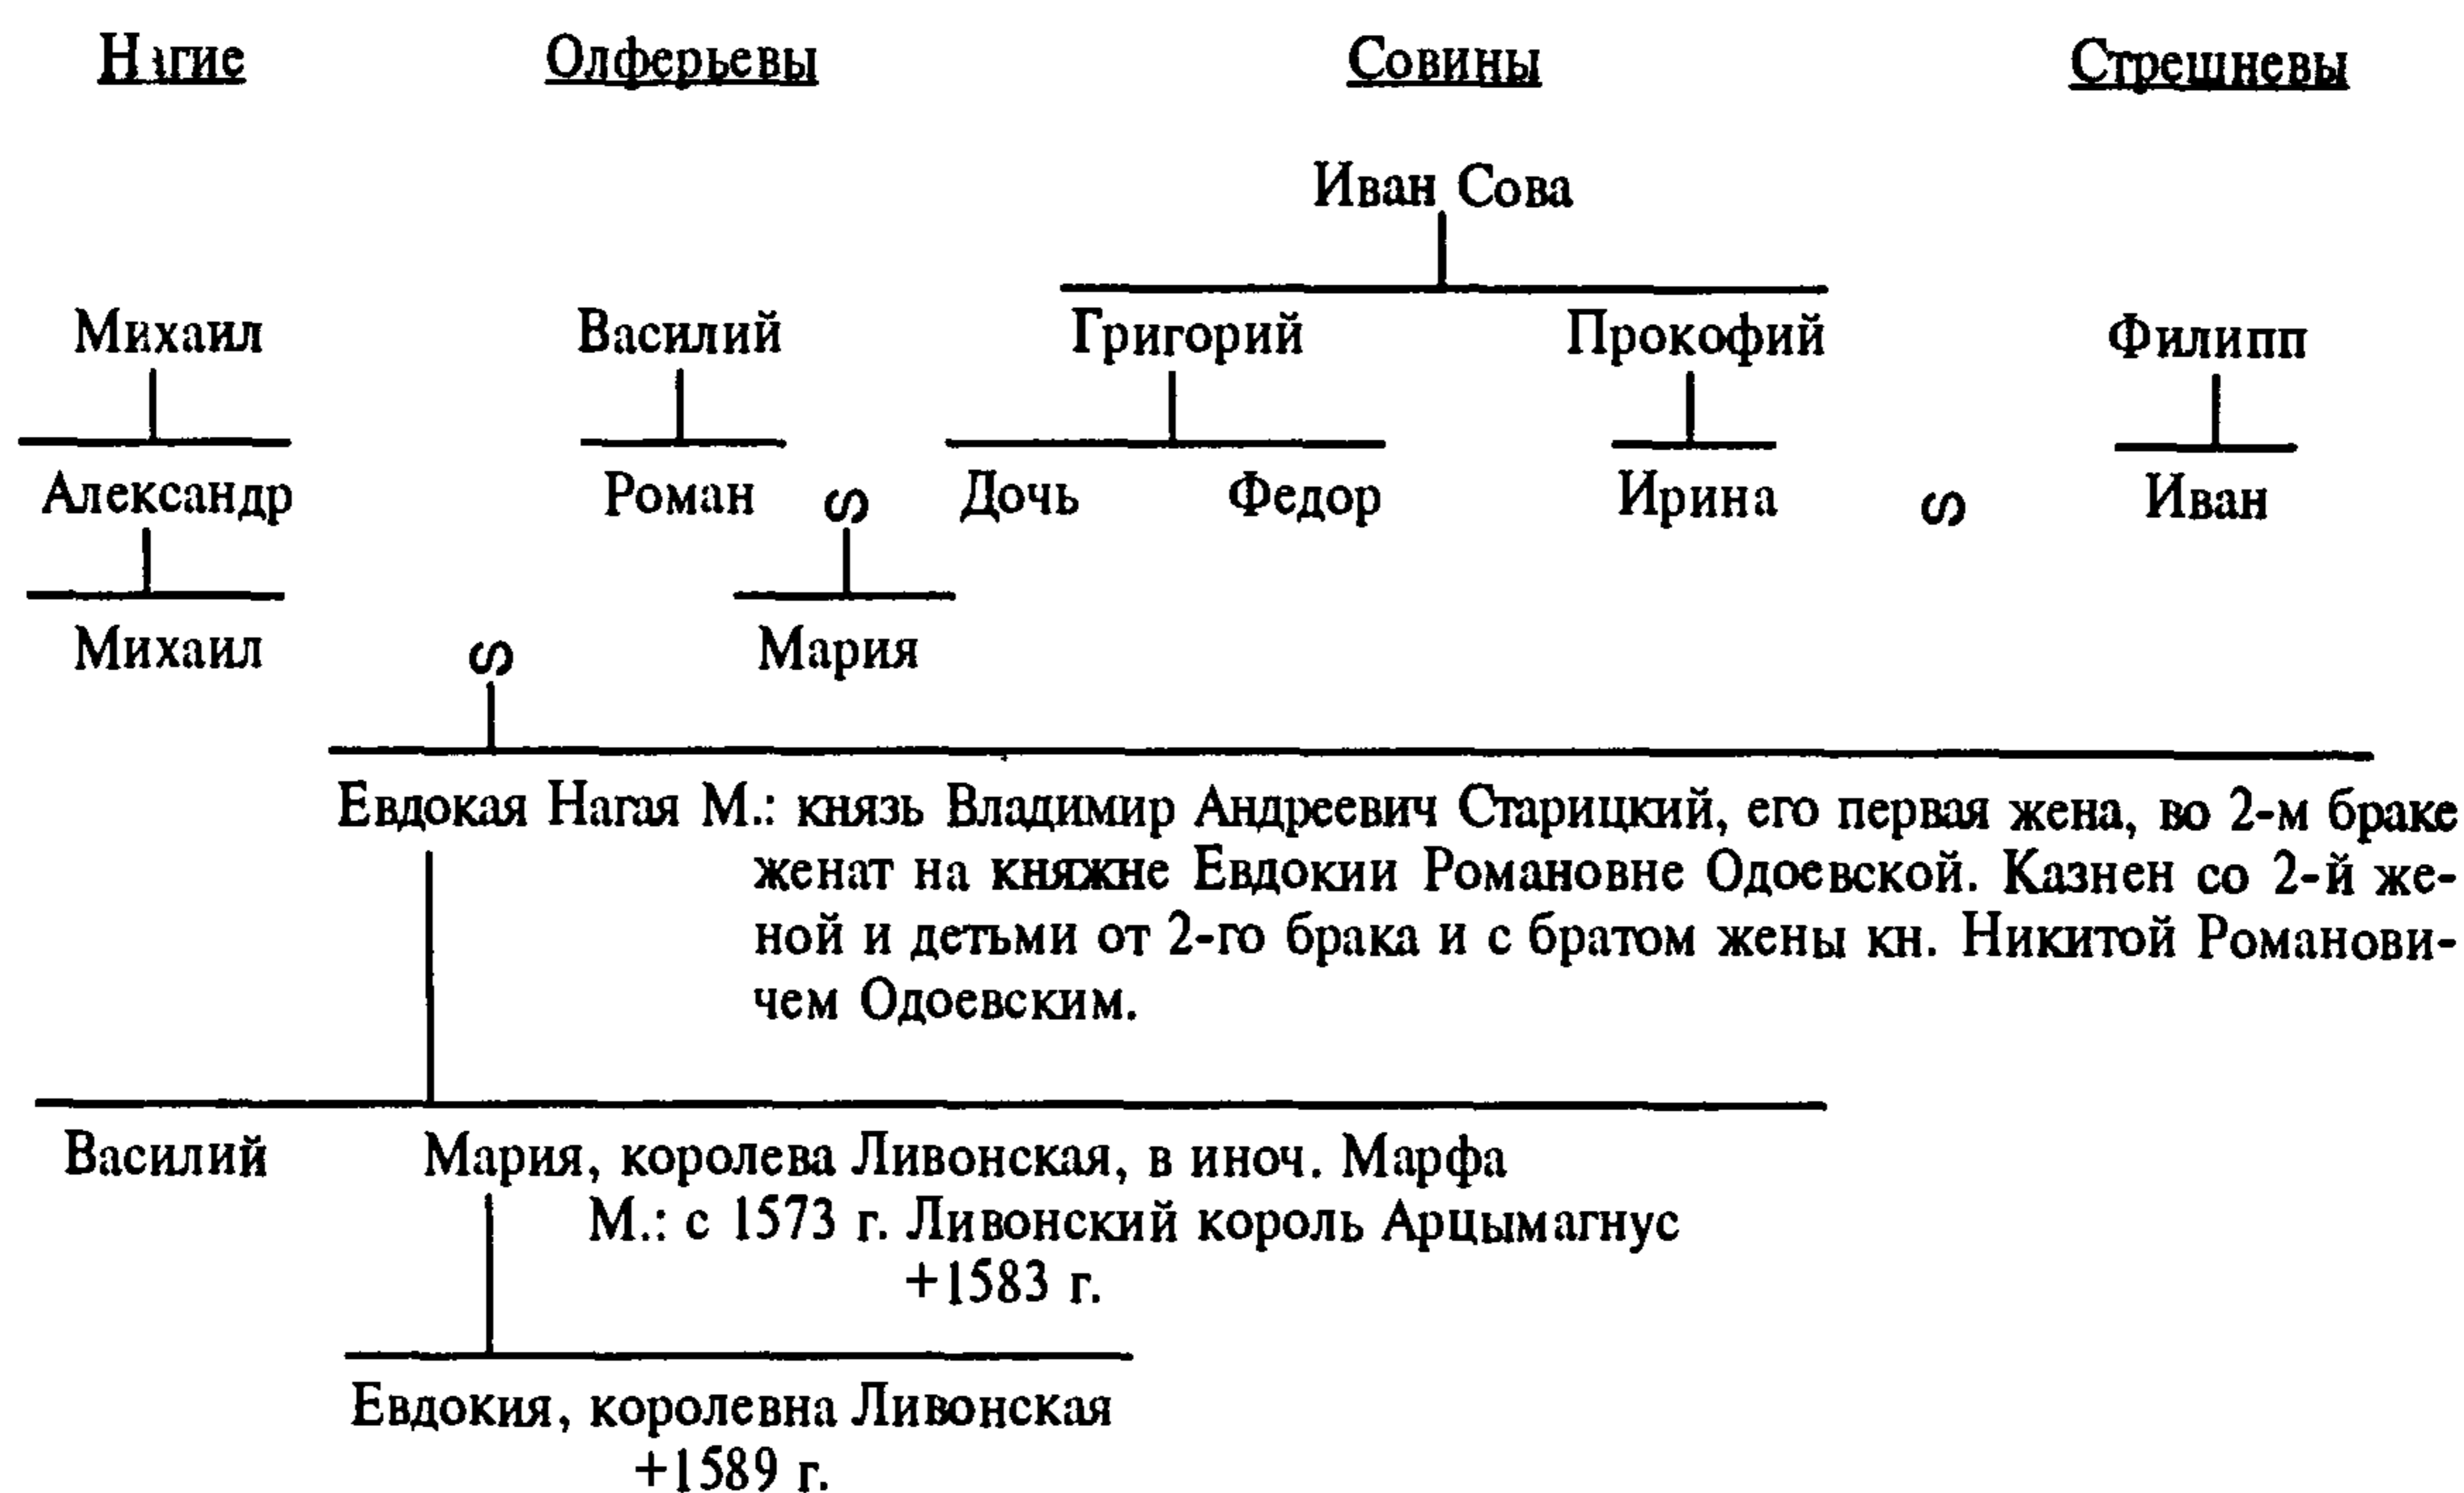 Нагие Олферьевы Совины Стрешневы
Иван Сова
Михаил Василий Григорий Прокофий Филипп
Александр Роман S Дочь Федор Ирина S Иван
Михаил S Мария
Евдокая Нагая М.: князь Владимир Андреевич Старицкий, его первая жена, во 2-м браке
женат на княжне Евдокии Романовне Одоевской. Казнен со 2-й же-
ной и детьми от 2-го брака и с братом жены кн. Никитой Романови-
чем Одоевским.
Василий Мария, королева Ливонская, в иноч. Марфа
М.: с 1573 г. Ливонский король Арцымагнус
+1583 г.
Евдокия, королевна Ливонская
+1589 г.